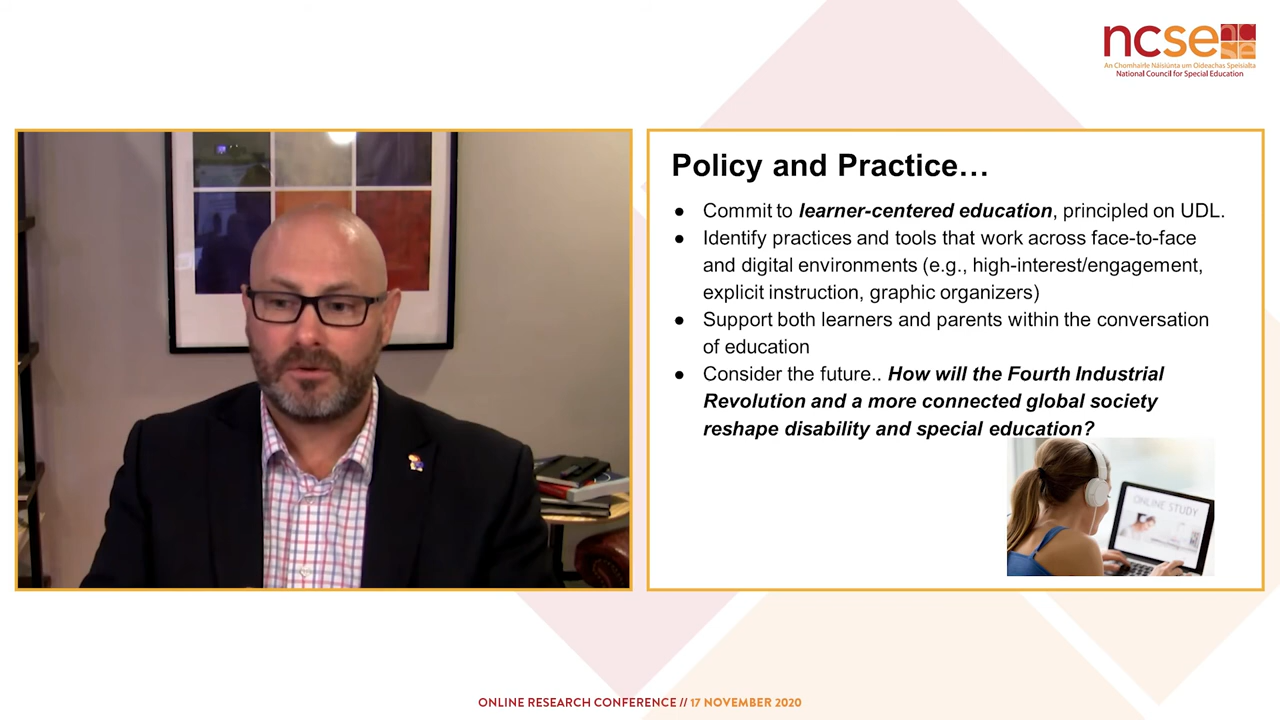 ncse
An Chomhairle Náisiúnta um Oideachas Speisialta
National Council for Special Education
Policy and Practice…
● Commit to learner-centered education, principled on UDL.
● Identify practices and tools that work across face-to-face
and digital environments (e.g., high-interest/engagement,
explicit instruction, graphic organizers)
● Support both learners and parents within the conversation
of education
● Consider the future.. How will the Fourth Industrial
Revolution and a more connected global society
reshape disability and special education?
ONLINE STUDY
ONLINE RESEARCH CONFERENCE // 17 NOVEMBER 2020